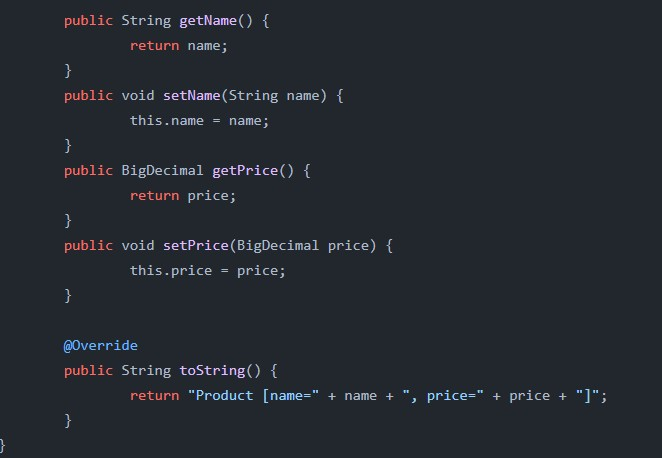 public String getName() {
return name;
}
public void setName(String name) {
this.name = name;
}
public BigDecimal getPrice() {
return price;
}
public void setPrice(BigDecimal price) {
this.price = price;
}
@Override
public String toString() {
return "Product [name=" + name + ", price=" + price + "]";
}
}